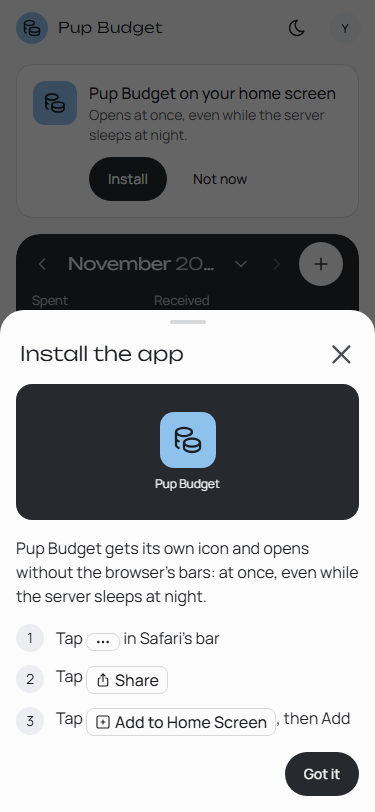 Pup Budget
Y
Pup Budget on your home screen
Opens at once, even while the server
sleeps at night.
Install
Not now
November 20...
Spent
Received
Install the app
Pup Budget
Pup Budget gets its own icon and opens
without the browser's bars: at once, even while
the server sleeps at night.
1 Tap ... in Safari's bar
2 Tap Share
3 Tap Add to Home Screen, then Add
Got it